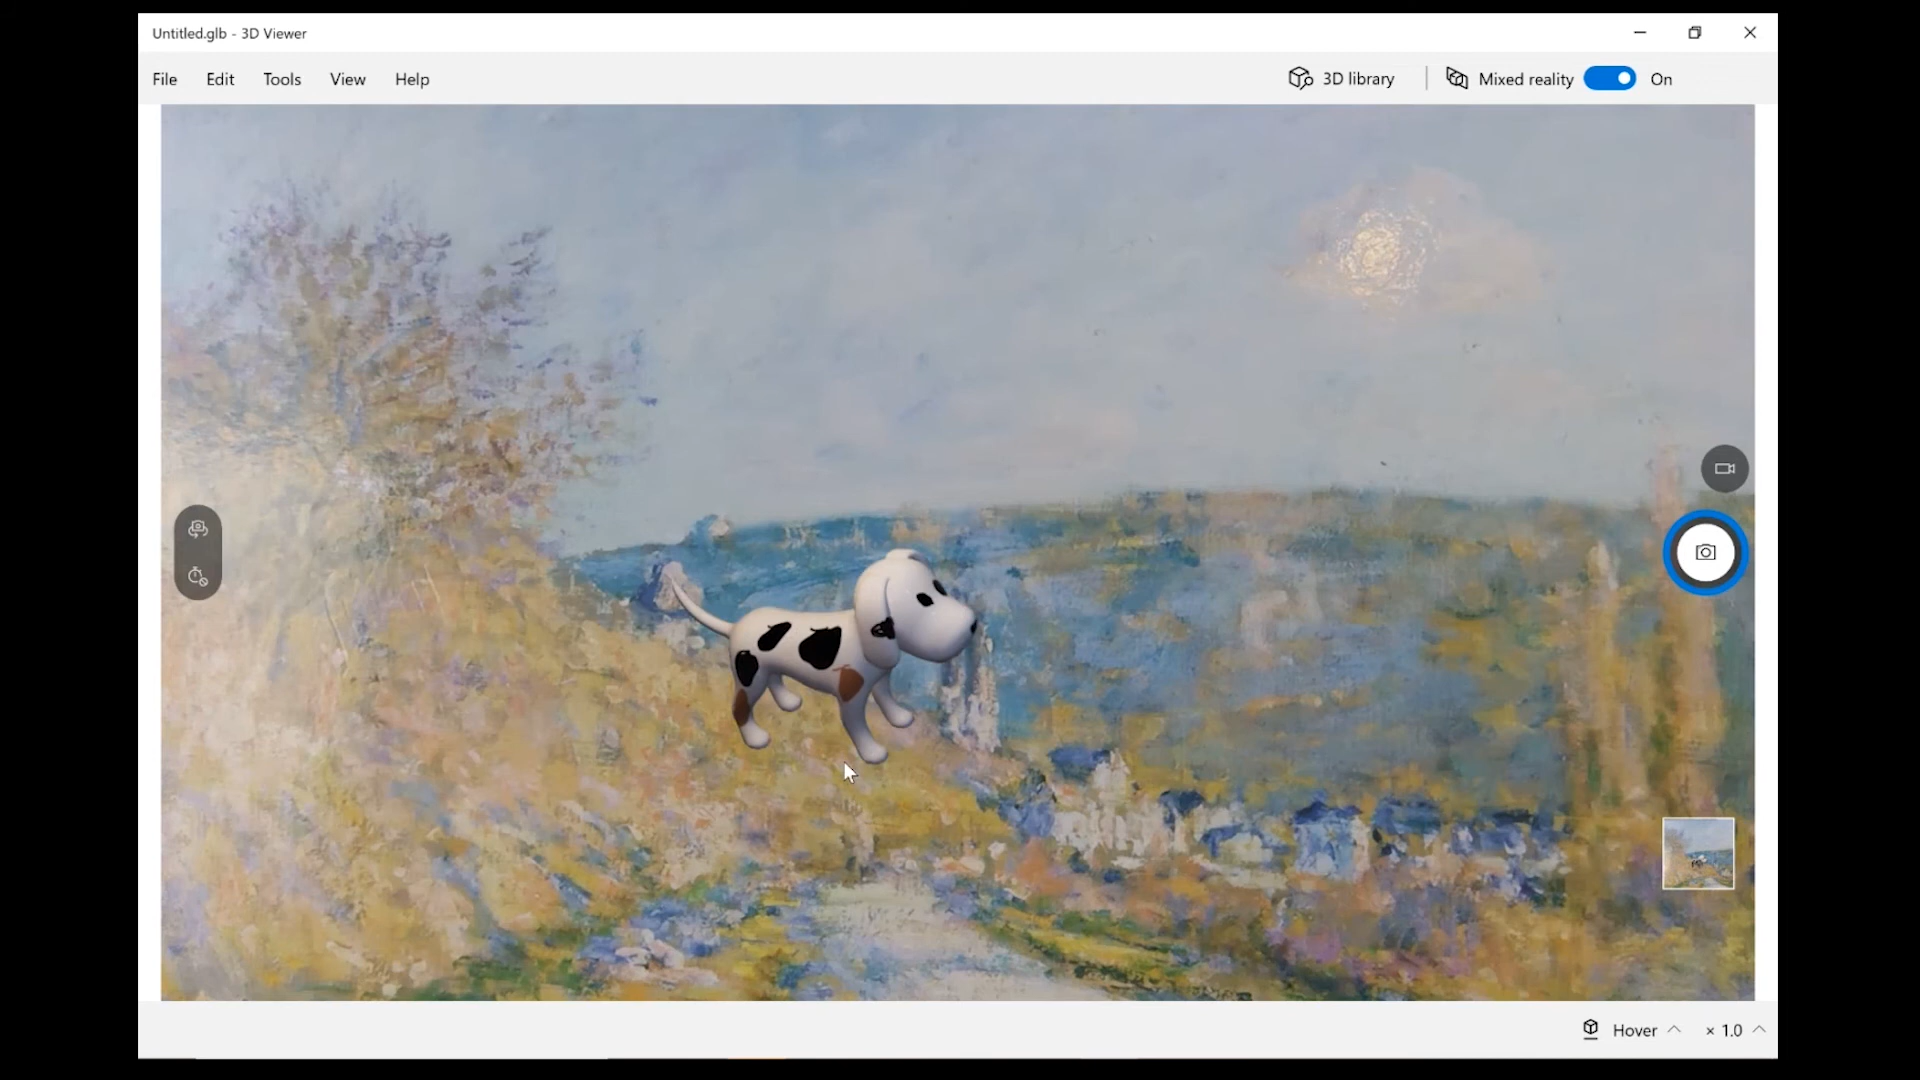 Untitled.glb - 3D Viewer
File Edit Tools View Help
3D library Mixed reality On
Hover × 1.0